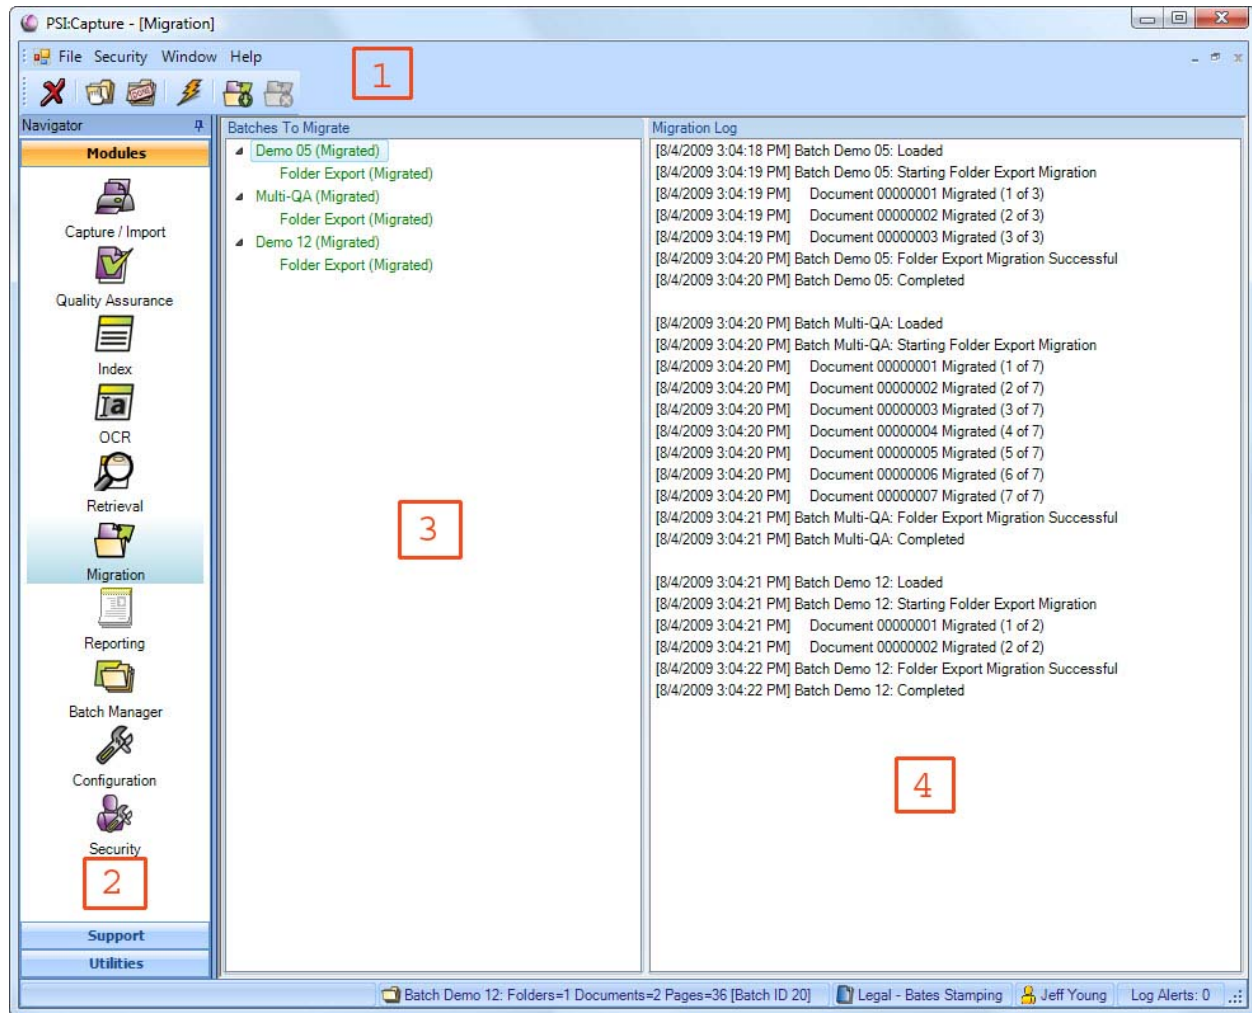 PSI:Capture - [Migration]
File Security Window Help
1
Navigator
Modules
Capture / Import
Quality Assurance
Index
OCR
Retrieval
Migration
Reporting
Batch Manager
Configuration
Security
2
Support
Utilities
Batches To Migrate
Demo 05 (Migrated)
Folder Export (Migrated)
Multi-QA (Migrated)
Folder Export (Migrated)
Demo 12 (Migrated)
Folder Export (Migrated)
3
Migration Log
[8/4/2009 3:04:18 PM] Batch Demo 05: Loaded
[8/4/2009 3:04:19 PM] Batch Demo 05: Starting Folder Export Migration
[8/4/2009 3:04:19 PM] Document 00000001 Migrated (1 of 3)
[8/4/2009 3:04:19 PM] Document 00000002 Migrated (2 of 3)
[8/4/2009 3:04:19 PM] Document 00000003 Migrated (3 of 3)
[8/4/2009 3:04:20 PM] Batch Demo 05: Folder Export Migration Successful
[8/4/2009 3:04:20 PM] Batch Demo 05: Completed
[8/4/2009 3:04:20 PM] Batch Multi-QA: Loaded
[8/4/2009 3:04:20 PM] Batch Multi-QA: Starting Folder Export Migration
[8/4/2009 3:04:20 PM] Document 00000001 Migrated (1 of 7)
[8/4/2009 3:04:20 PM] Document 00000002 Migrated (2 of 7)
[8/4/2009 3:04:20 PM] Document 00000003 Migrated (3 of 7)
[8/4/2009 3:04:20 PM] Document 00000004 Migrated (4 of 7)
[8/4/2009 3:04:20 PM] Document 00000005 Migrated (5 of 7)
[8/4/2009 3:04:20 PM] Document 00000006 Migrated (6 of 7)
[8/4/2009 3:04:20 PM] Document 00000007 Migrated (7 of 7)
[8/4/2009 3:04:21 PM] Batch Multi-QA: Folder Export Migration Successful
[8/4/2009 3:04:21 PM] Batch Multi-QA: Completed
[8/4/2009 3:04:21 PM] Batch Demo 12: Loaded
[8/4/2009 3:04:21 PM] Batch Demo 12: Starting Folder Export Migration
[8/4/2009 3:04:21 PM] Document 00000001 Migrated (1 of 2)
[8/4/2009 3:04:21 PM] Document 00000002 Migrated (2 of 2)
[8/4/2009 3:04:22 PM] Batch Demo 12: Folder Export Migration Successful
[8/4/2009 3:04:22 PM] Batch Demo 12: Completed
4
Batch Demo 12: Folders=1 Documents=2 Pages=36 [Batch ID 20] Legal - Bates Stamping Jeff Young Log Alerts: 0